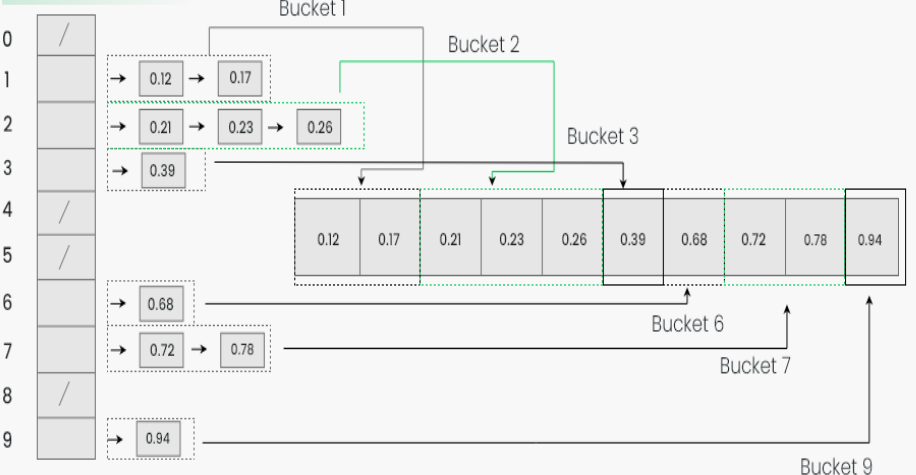 Bucket 1
0 /
Bucket 2
1 0.12 0.17
2 0.21 0.23 0.26
Bucket 3
3 0.39
4 /
0.12 0.17 0.21 0.23 0.26 0.39 0.68 0.72 0.78 0.94
5 /
6 0.68
Bucket 6
7 0.72 0.78
Bucket 7
8 /
9 0.94
Bucket 9